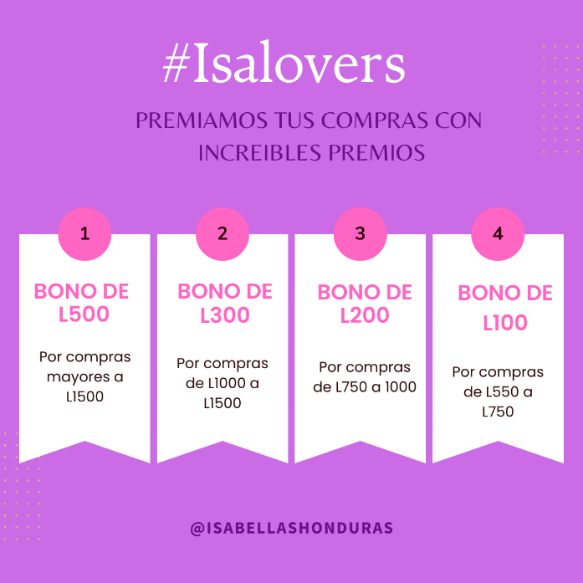 #Isalovers
PREMIAMOS TUS COMPRAS CON
INCREIBLES PREMIOS
1
BONO DE
L500
Por compras
mayores a
L1500
2
BONO DE
L300
Por compras
de L1000 a
L1500
3
BONO DE
L200
Por compras
de L750 a 1000
4
BONO DE
L100
Por compras
de L550 a
L750
@ISABELLASHONDURAS